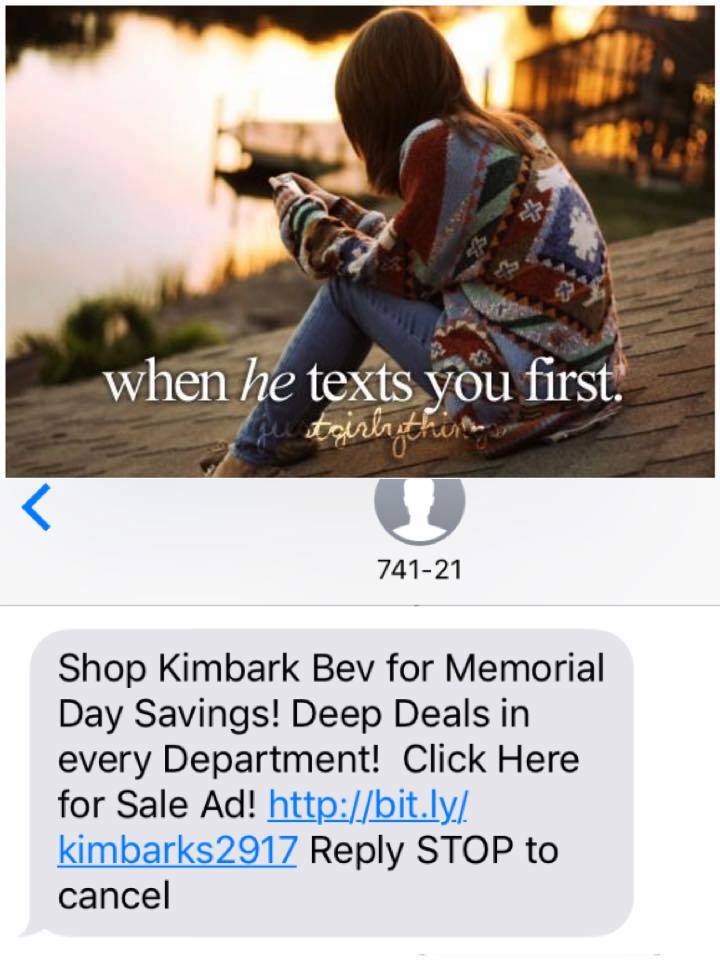 when he texts you first.
justgirlythings
741-21
Shop Kimbark Bev for Memorial
Day Savings! Deep Deals in
every Department!  Click Here
for Sale Ad! http://bit.ly/
kimbarks2917 Reply STOP to
cancel